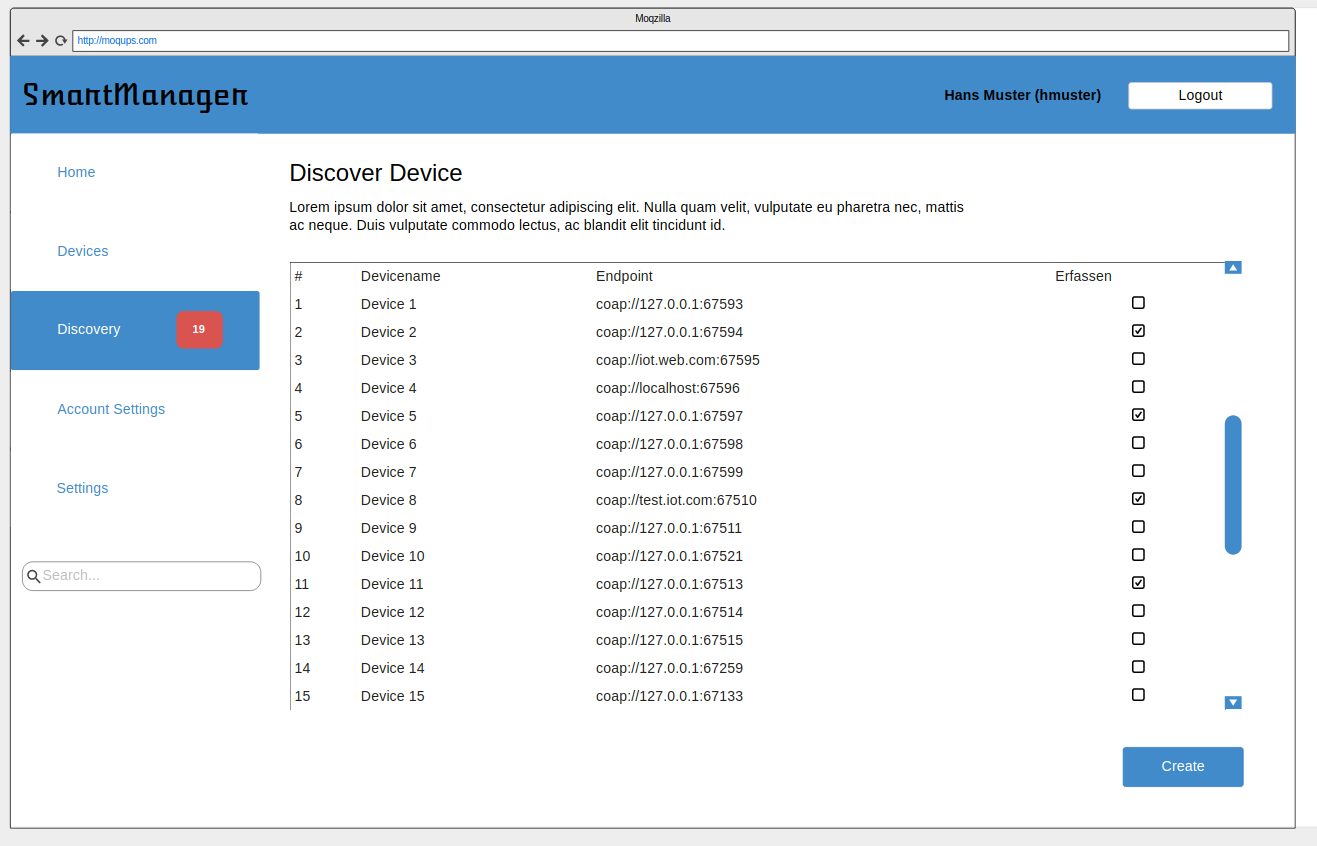 Moqzilla
http://moqups.com
SmartManager
Hans Muster (hmuster)
Logout
Home
Devices
Discovery
19
Account Settings
Settings
Search...
Discover Device
Lorem ipsum dolor sit amet, consectetur adipiscing elit. Nulla quam velit, vulputate eu pharetra nec, mattis
ac neque. Duis vulputate commodo lectus, ac blandit elit tincidunt id.
# Devicename Endpoint Erfassen
1 Device 1 coap://127.0.0.1:67593
2 Device 2 coap://127.0.0.1:67594
3 Device 3 coap://iot.web.com:67595
4 Device 4 coap://localhost:67596
5 Device 5 coap://127.0.0.1:67597
6 Device 6 coap://127.0.0.1:67598
7 Device 7 coap://127.0.0.1:67599
8 Device 8 coap://test.iot.com:67510
9 Device 9 coap://127.0.0.1:67511
10 Device 10 coap://127.0.0.1:67521
11 Device 11 coap://127.0.0.1:67513
12 Device 12 coap://127.0.0.1:67514
13 Device 13 coap://127.0.0.1:67515
14 Device 14 coap://127.0.0.1:67259
15 Device 15 coap://127.0.0.1:67133
Create